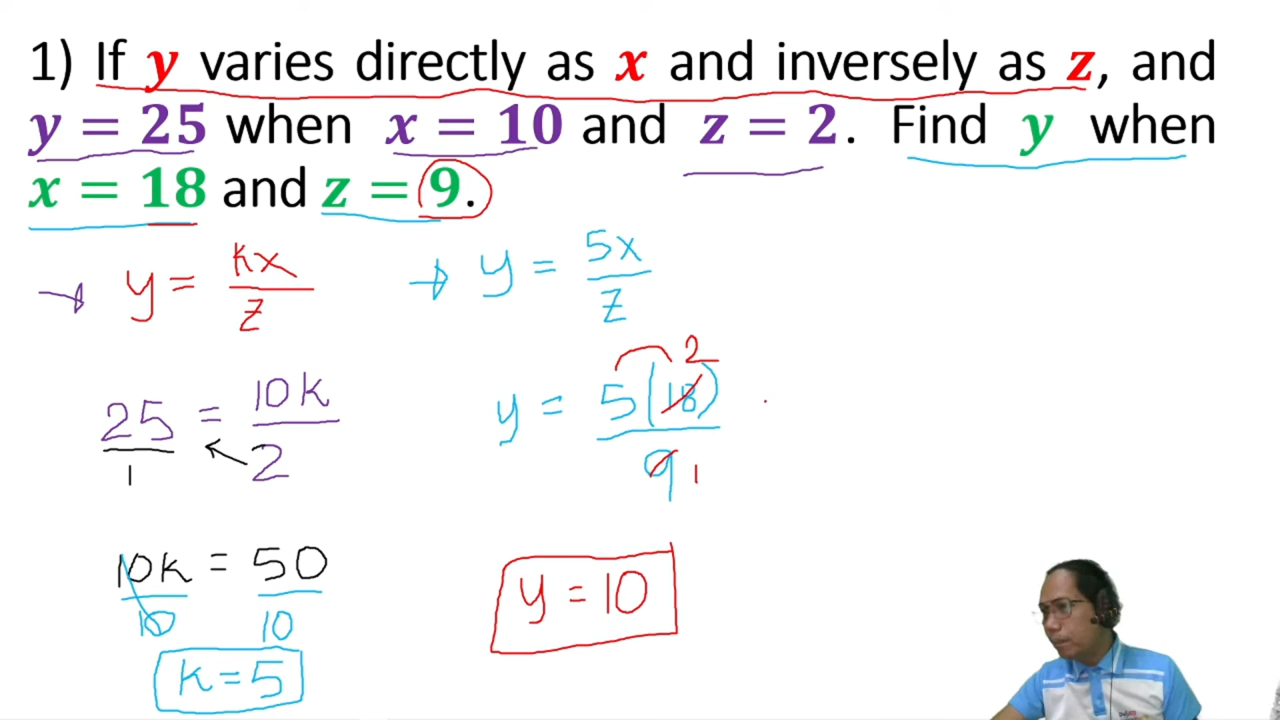 1) If y varies directly as x and inversely as z, and
y = 25 when x = 10 and z = 2. Find y when
x = 18 and z = 9.
→ y = kx/z
→ y = 5x/z
25/1 = 10k/2
y = 5(18)/9
2
1
10k/10 = 50/10
k = 5
y = 10